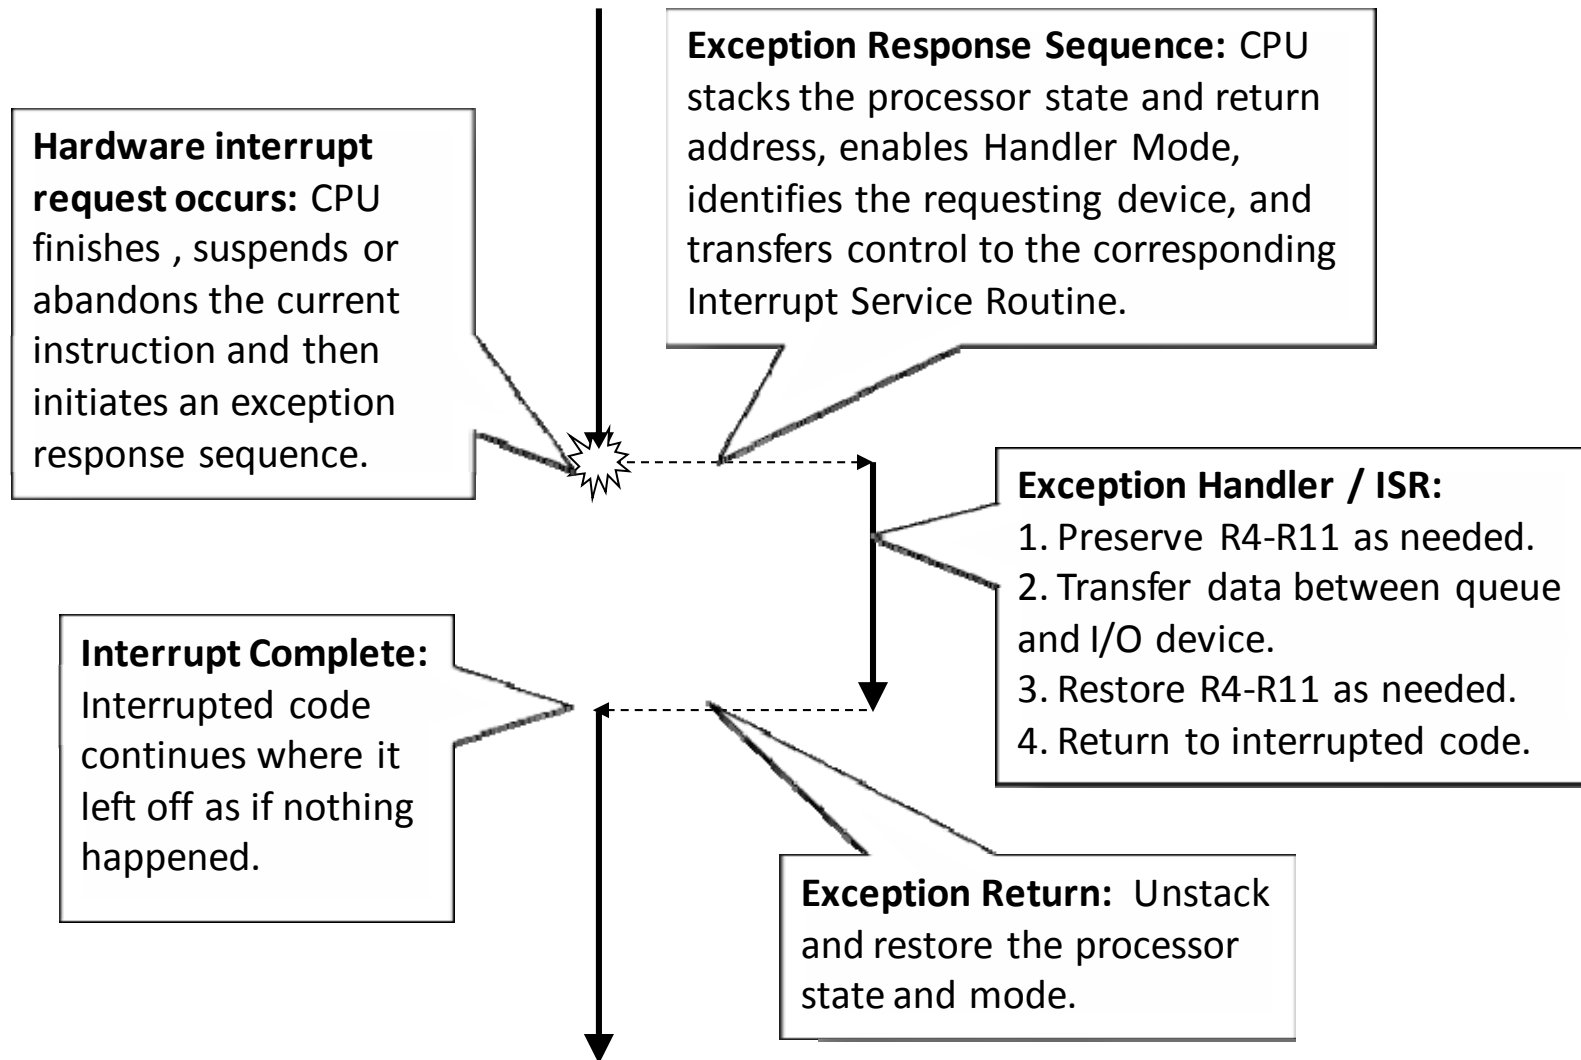 Hardware interrupt
request occurs: CPU
finishes , suspends or
abandons the current
instruction and then
initiates an exception
response sequence.
Exception Response Sequence: CPU
stacks the processor state and return
address, enables Handler Mode,
identifies the requesting device, and
transfers control to the corresponding
Interrupt Service Routine.
Exception Handler / ISR:
1. Preserve R4-R11 as needed.
2. Transfer data between queue
and I/O device.
3. Restore R4-R11 as needed.
4. Return to interrupted code.
Interrupt Complete:
Interrupted code
continues where it
left off as if nothing
happened.
Exception Return: Unstack
and restore the processor
state and mode.